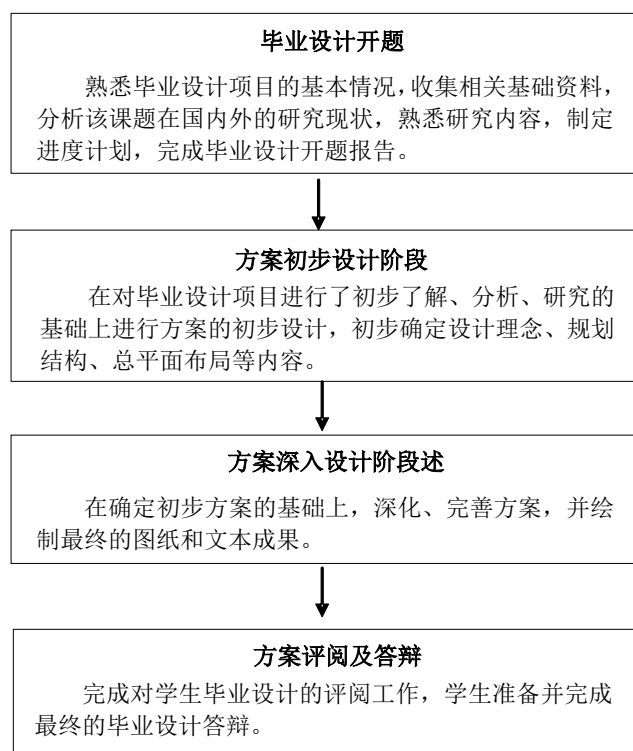 毕业设计开题
熟悉毕业设计项目的基本情况，收集相关基础资料，
分析该课题在国内外的研究现状，熟悉研究内容，制定
进度计划，完成毕业设计开题报告。
方案初步设计阶段
在对毕业设计项目进行了初步了解、分析、研究的
基础上进行方案的初步设计，初步确定设计理念、规划
结构、总平面布局等内容。
方案深入设计阶段述
在确定初步方案的基础上，深化、完善方案，并绘
制最终的图纸和文本成果。
方案评阅及答辩
完成对学生毕业设计的评阅工作，学生准备并完成
最终的毕业设计答辩。